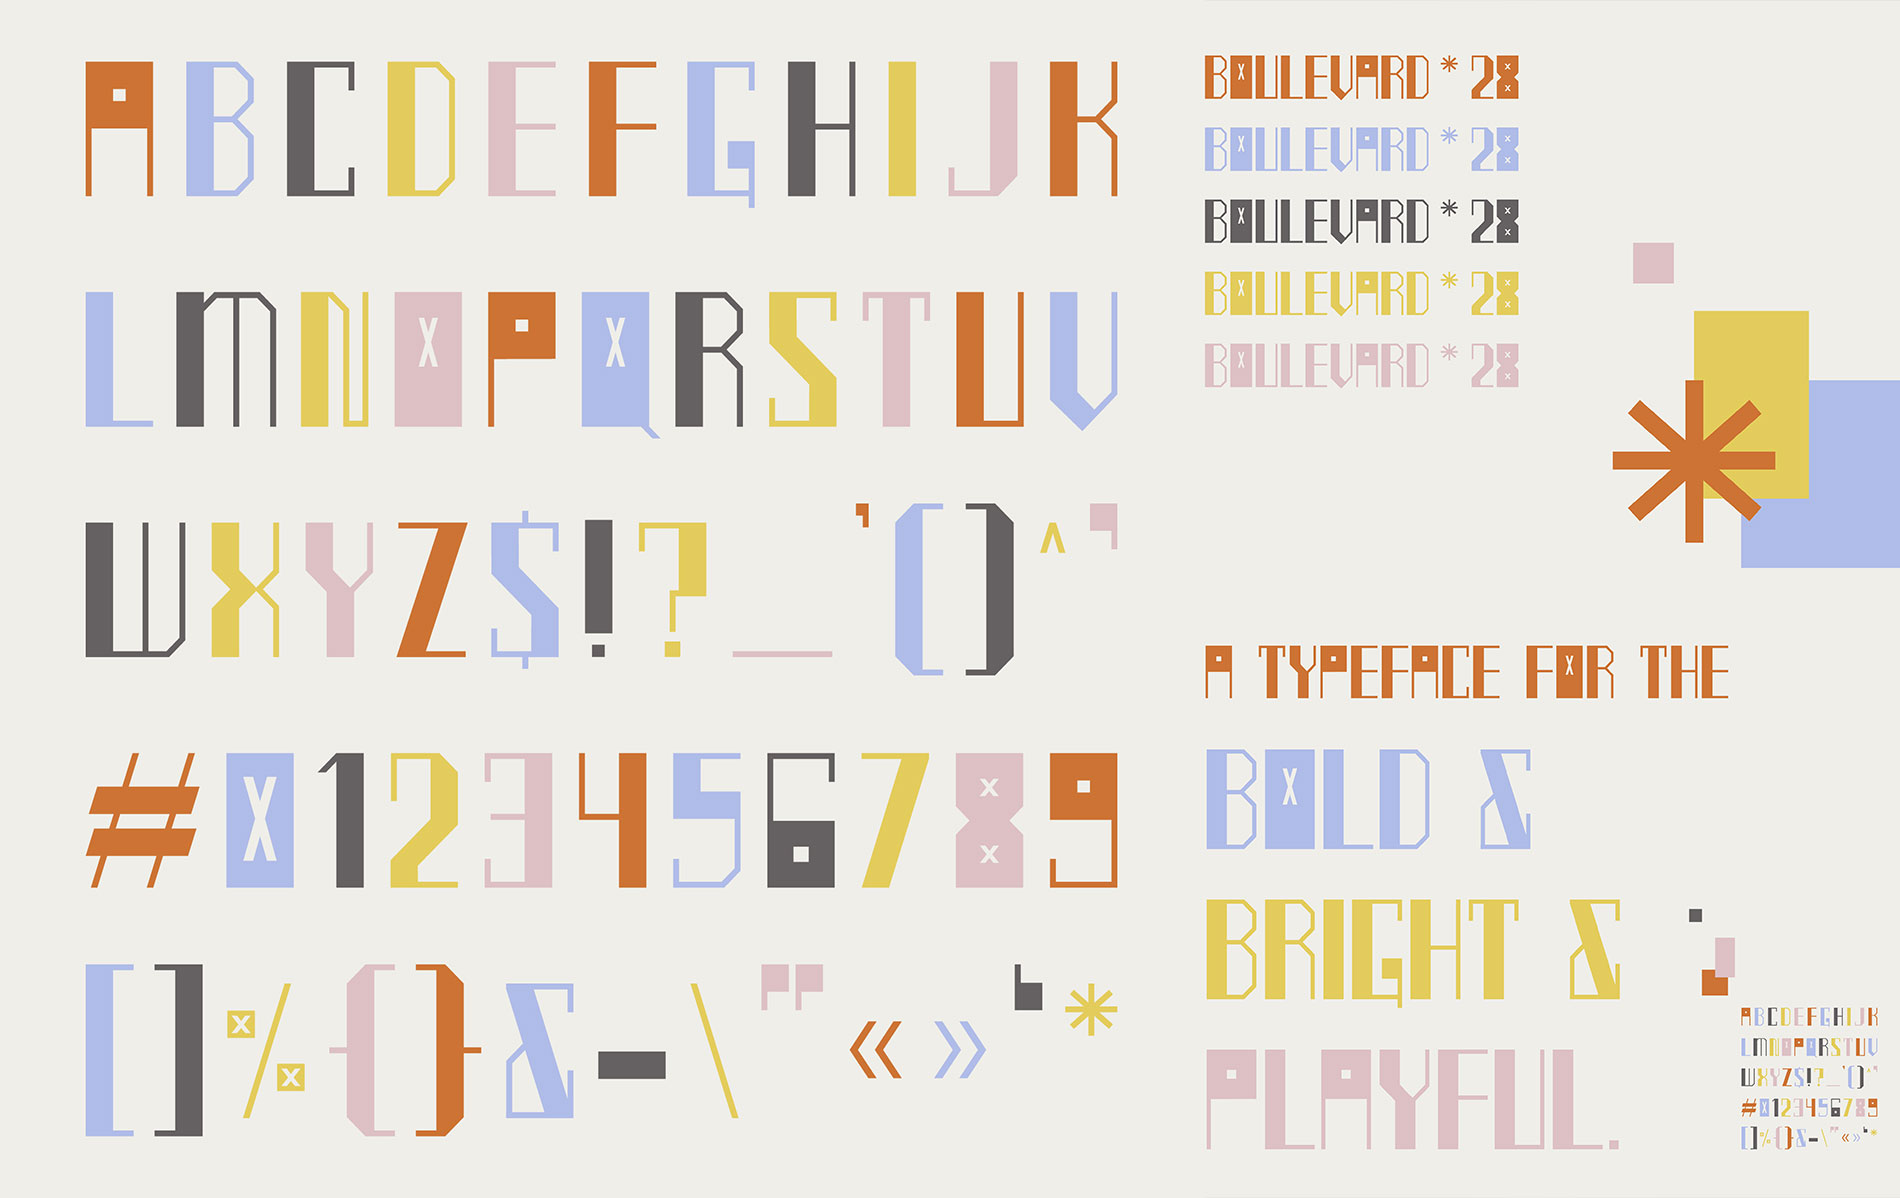 ABCDEFGHIJK
LMNOPQRSTUV
WXYZ$!?_'()^"
#0123456789
[]%{}&-\"«»'*
BOULEVARD*28
BOULEVARD*28
BOULEVARD*28
BOULEVARD*28
BOULEVARD*28
A TYPEFACE FOR THE
BOLD &
BRIGHT &
PLAYFUL.
ABCDEFGHIJK
LMNOPQRSTUV
WXYZ$!?_'()^'
#0123456789
[]%{}&-\"«»'*